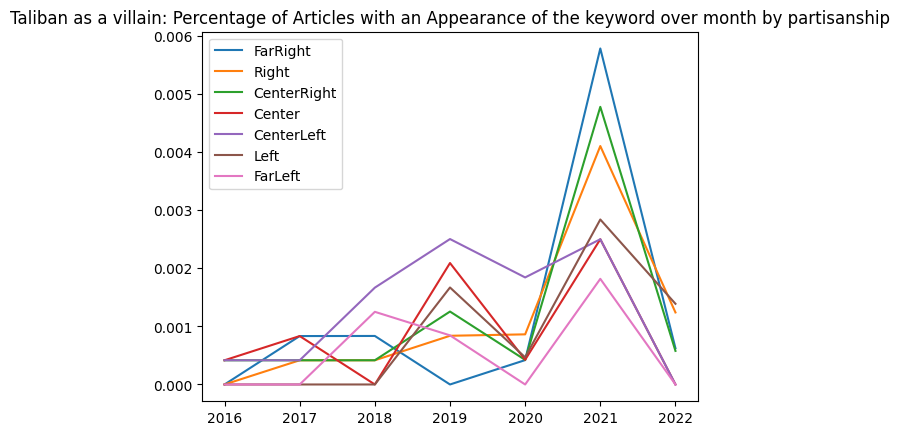 Taliban as a villain: Percentage of Articles with an Appearance of the keyword over month by partisanship
0.006
0.005
0.004
0.003
0.002
0.001
0.000
FarRight
Right
CenterRight
Center
CenterLeft
Left
FarLeft
2016 2017 2018 2019 2020 2021 2022